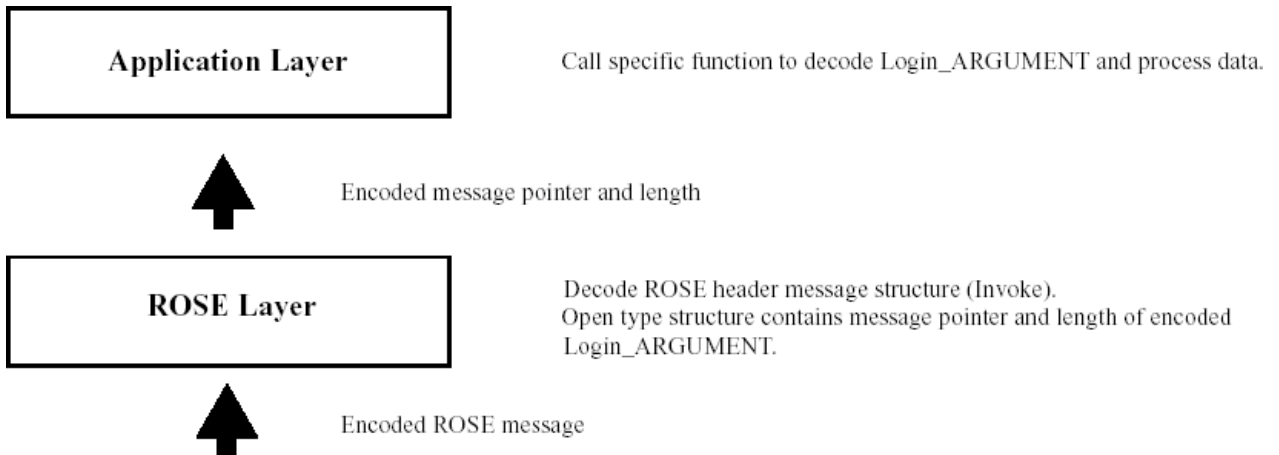 Application Layer
Call specific function to decode Login_ARGUMENT and process data.
Encoded message pointer and length
ROSE Layer
Decode ROSE header message structure (Invoke).
Open type structure contains message pointer and length of encoded
Login_ARGUMENT.
Encoded ROSE message